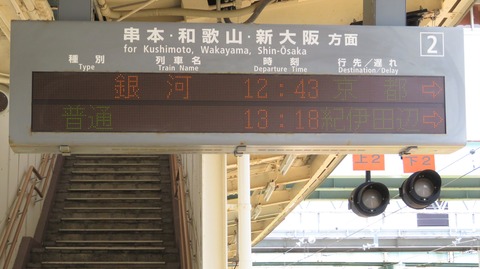 串本・和歌山・新大阪 方面
for Kushimoto, Wakayama, Shin-Ōsaka
2
種別 列車名 時刻 行先/遅れ
Type Train Name Departure Time Destination/Delay
銀河 12:43 京都 ⇨
普通 13:18 紀伊田辺 ⇨
上2 下2